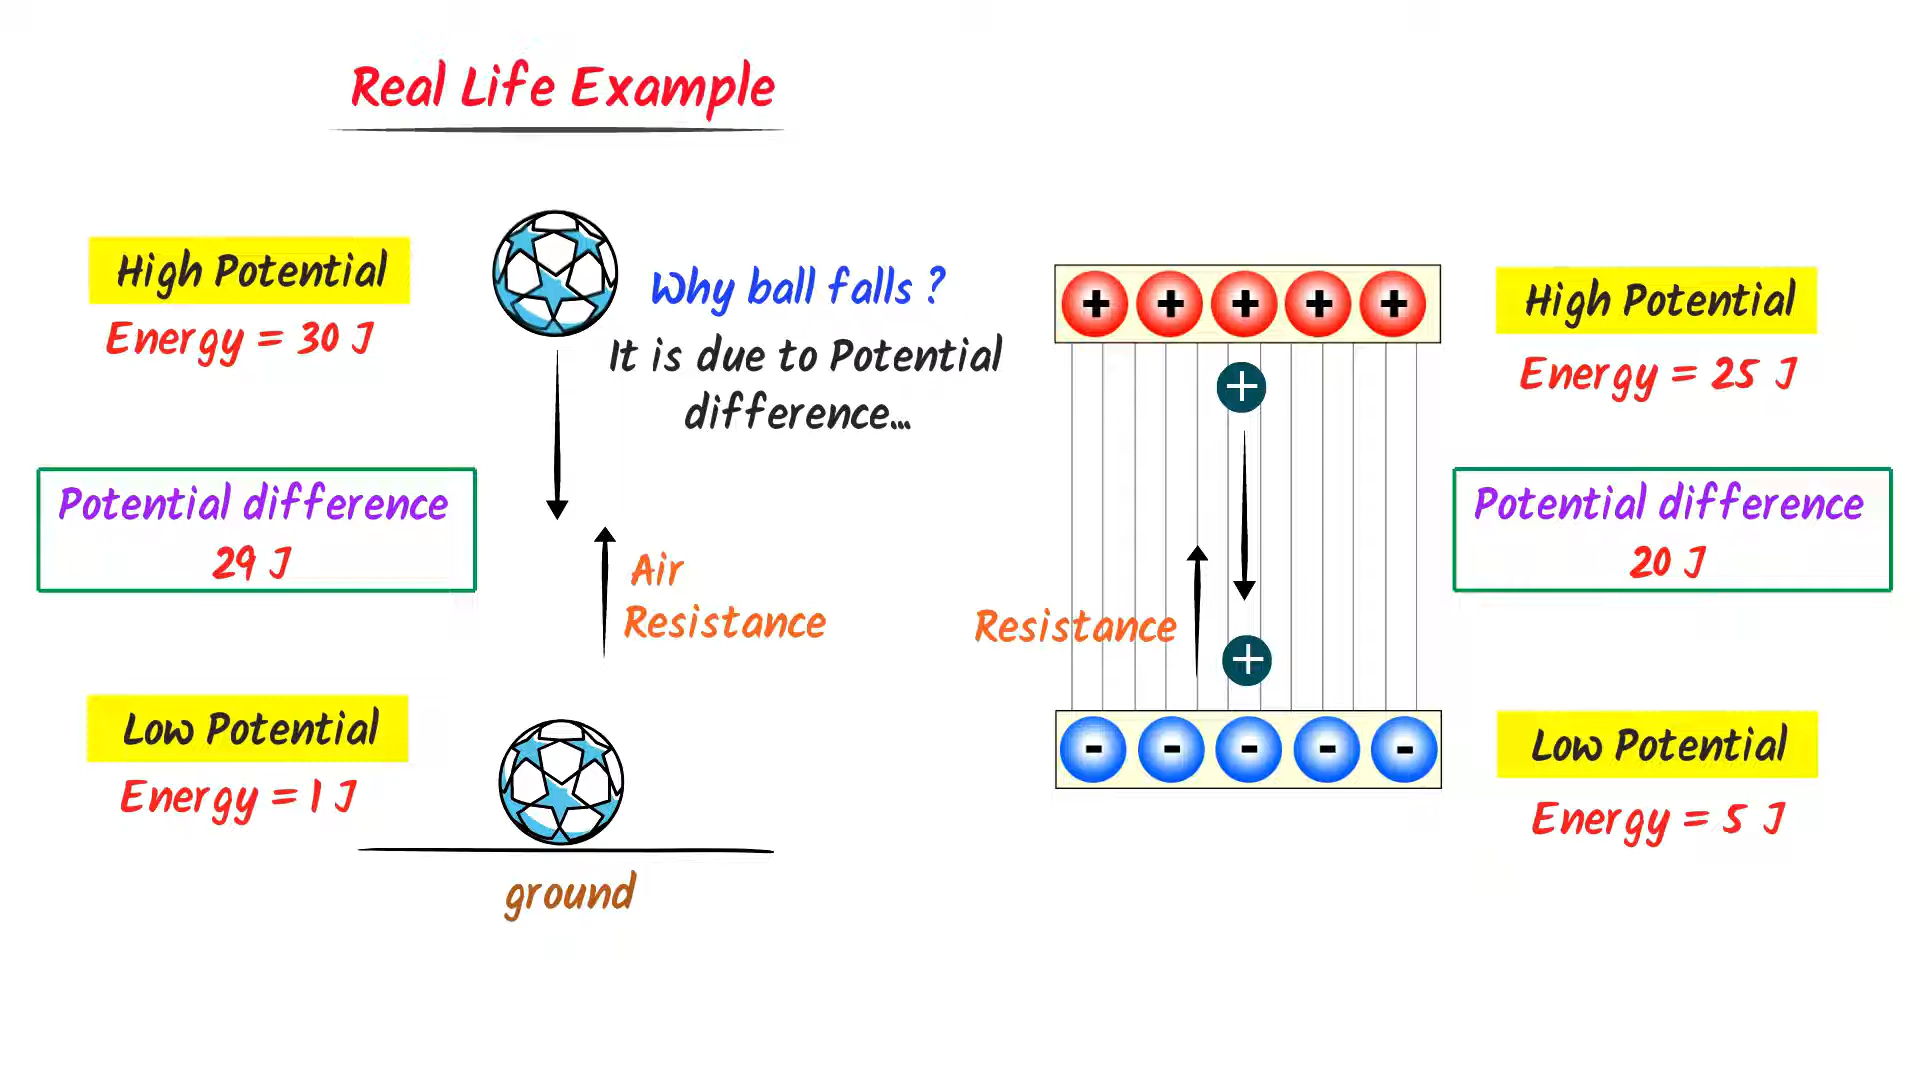 Real Life Example
High Potential
Energy = 30 J
Why ball falls ?
It is due to Potential
difference...
Potential difference
29 J
Air
Resistance
Low Potential
Energy = 1 J
ground
+ + + + +
+
Resistance
+
- - - - -
High Potential
Energy = 25 J
Potential difference
20 J
Low Potential
Energy = 5 J